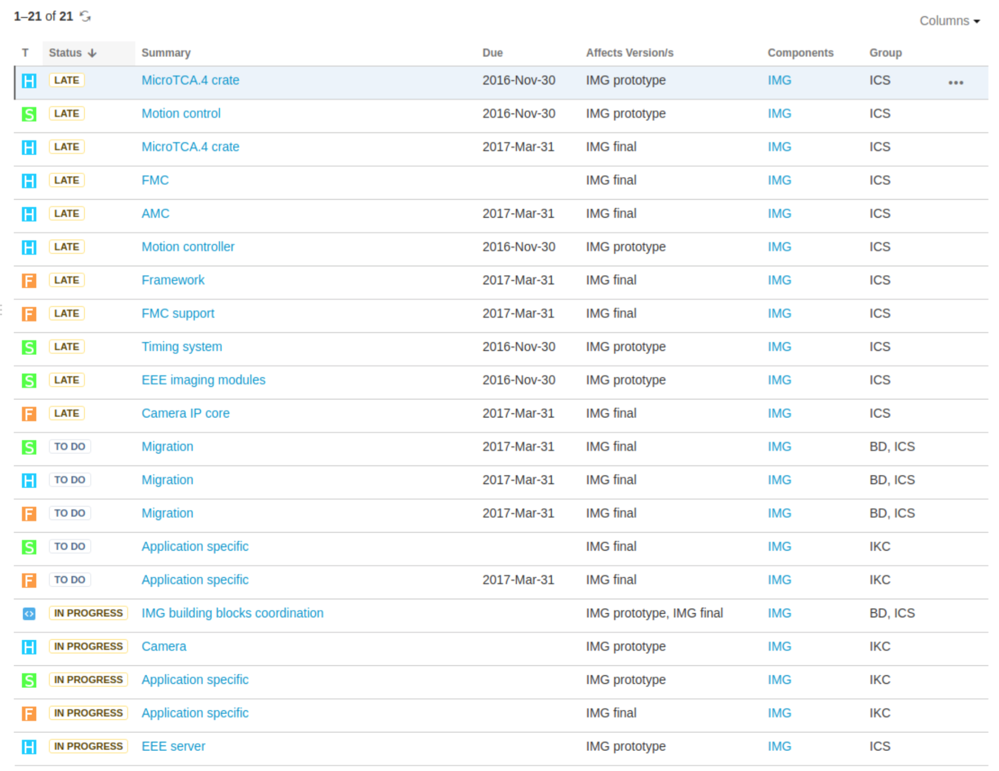 1–21 of 21
Columns
T Status Summary Due Affects Version/s Components Group
H LATE MicroTCA.4 crate 2016-Nov-30 IMG prototype IMG ICS
S LATE Motion control 2016-Nov-30 IMG prototype IMG ICS
H LATE MicroTCA.4 crate 2017-Mar-31 IMG final IMG ICS
H LATE FMC IMG final IMG ICS
H LATE AMC 2017-Mar-31 IMG final IMG ICS
H LATE Motion controller 2016-Nov-30 IMG prototype IMG ICS
F LATE Framework 2017-Mar-31 IMG final IMG ICS
F LATE FMC support 2017-Mar-31 IMG final IMG ICS
S LATE Timing system 2016-Nov-30 IMG prototype IMG ICS
S LATE EEE imaging modules 2016-Nov-30 IMG prototype IMG ICS
F LATE Camera IP core 2017-Mar-31 IMG final IMG ICS
S TO DO Migration 2017-Mar-31 IMG final IMG BD, ICS
H TO DO Migration 2017-Mar-31 IMG final IMG BD, ICS
F TO DO Migration 2017-Mar-31 IMG final IMG BD, ICS
S TO DO Application specific IMG final IMG IKC
F TO DO Application specific 2017-Mar-31 IMG final IMG IKC
<> IN PROGRESS IMG building blocks coordination IMG prototype, IMG final IMG BD, ICS
H IN PROGRESS Camera IMG prototype IMG IKC
S IN PROGRESS Application specific IMG prototype IMG IKC
F IN PROGRESS Application specific IMG final IMG IKC
H IN PROGRESS EEE server IMG prototype IMG ICS